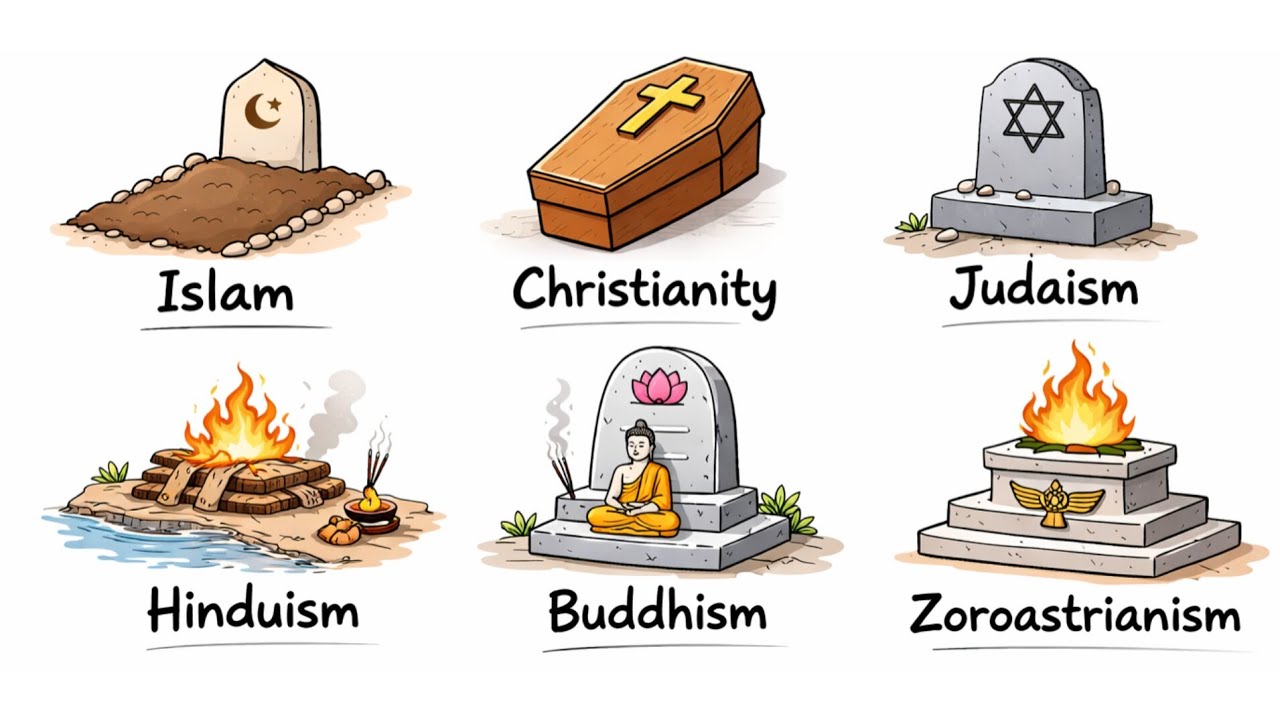 Islam
Christianity
Judaism
Hinduism
Buddhism
Zoroastrianism